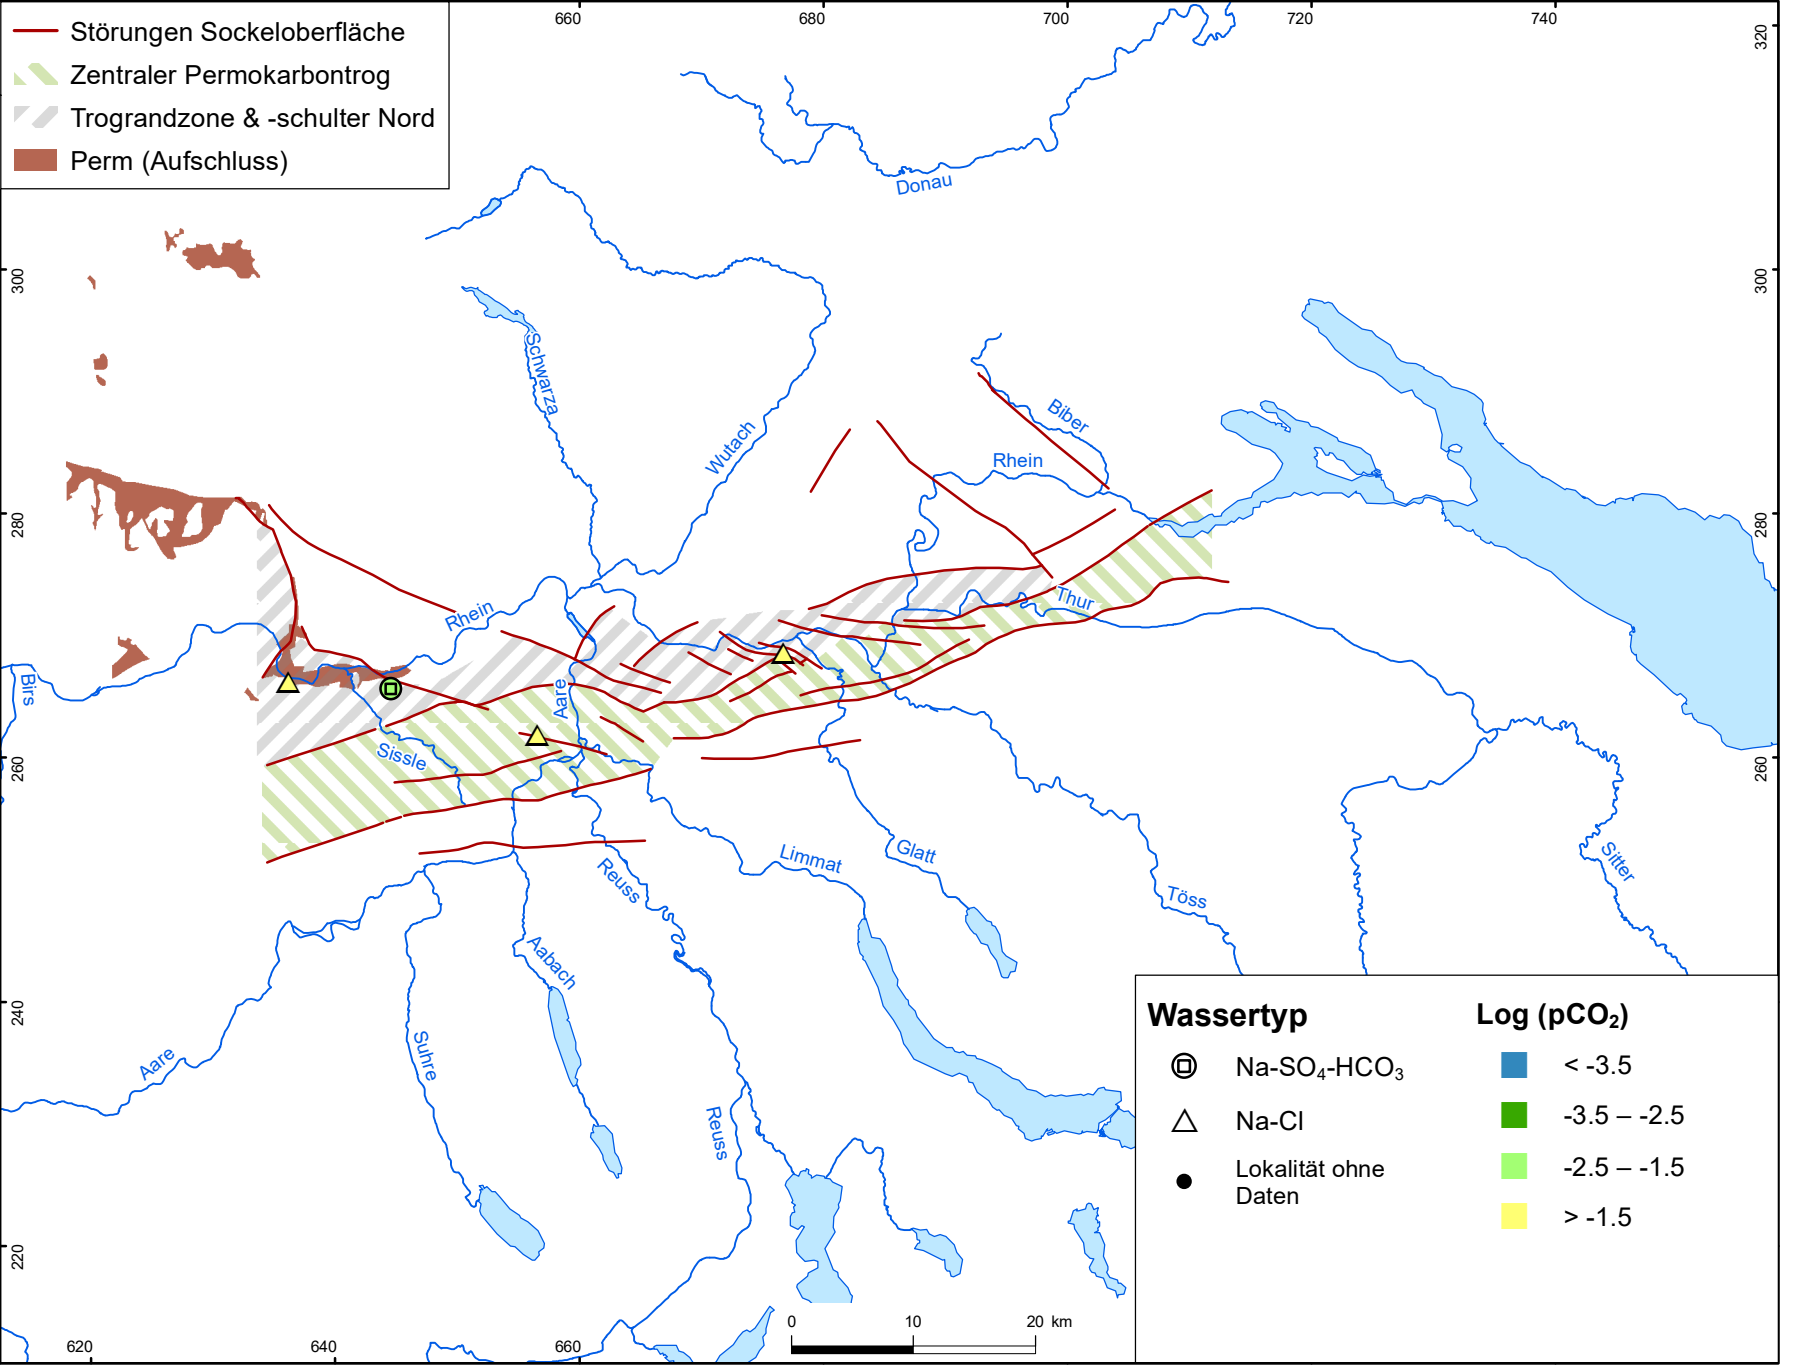 660
680
700
720
740
320
Störungen Sockeloberfläche
Zentraler Permokarbontrog
Trograndzone & -schulter Nord
Perm (Aufschluss)
Donau
300
300
Schwarza
Wutach
Biber
Rhein
280
280
Rhein
Thur
Birs
Aare
Sissle
260
260
Limmat
Glatt
Reuss
Töss
Sitter
Aabach
240
Aare
Suhre
Reuss
220
Wassertyp
Na-SO₄-HCO₃
Na-Cl
Lokalität ohne
Daten
Log (pCO₂)
< -3.5
-3.5 – -2.5
-2.5 – -1.5
> -1.5
0 10 20 km
620
640
660